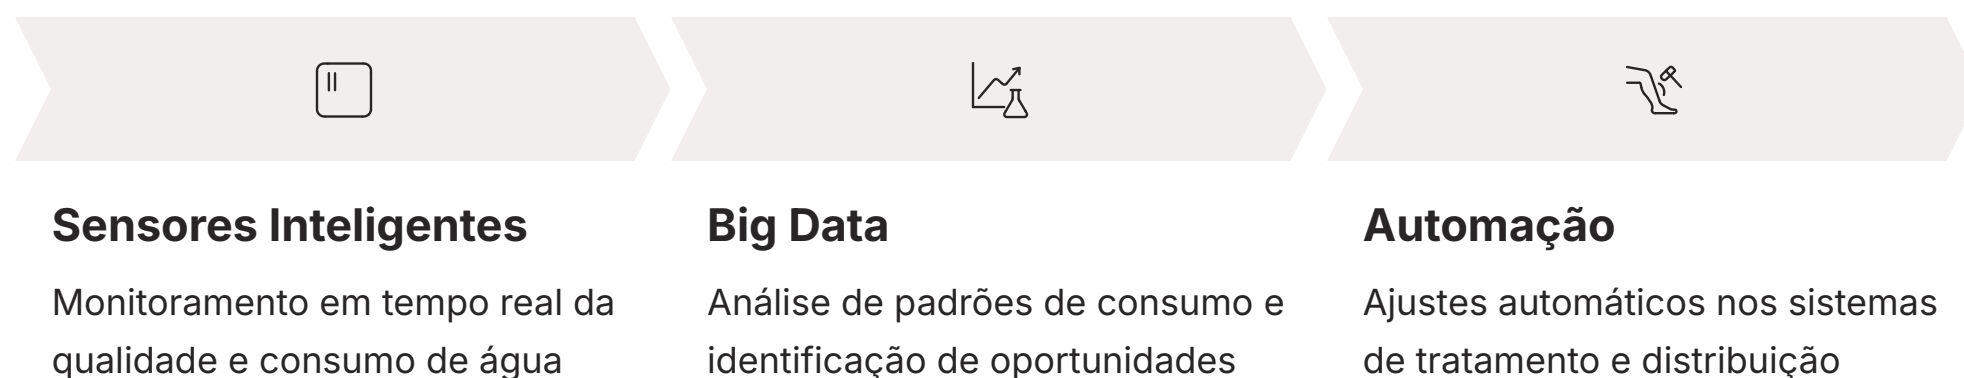 Sensores Inteligentes
Monitoramento em tempo real da
qualidade e consumo de água
Big Data
Análise de padrões de consumo e
identificação de oportunidades
Automação
Ajustes automáticos nos sistemas
de tratamento e distribuição